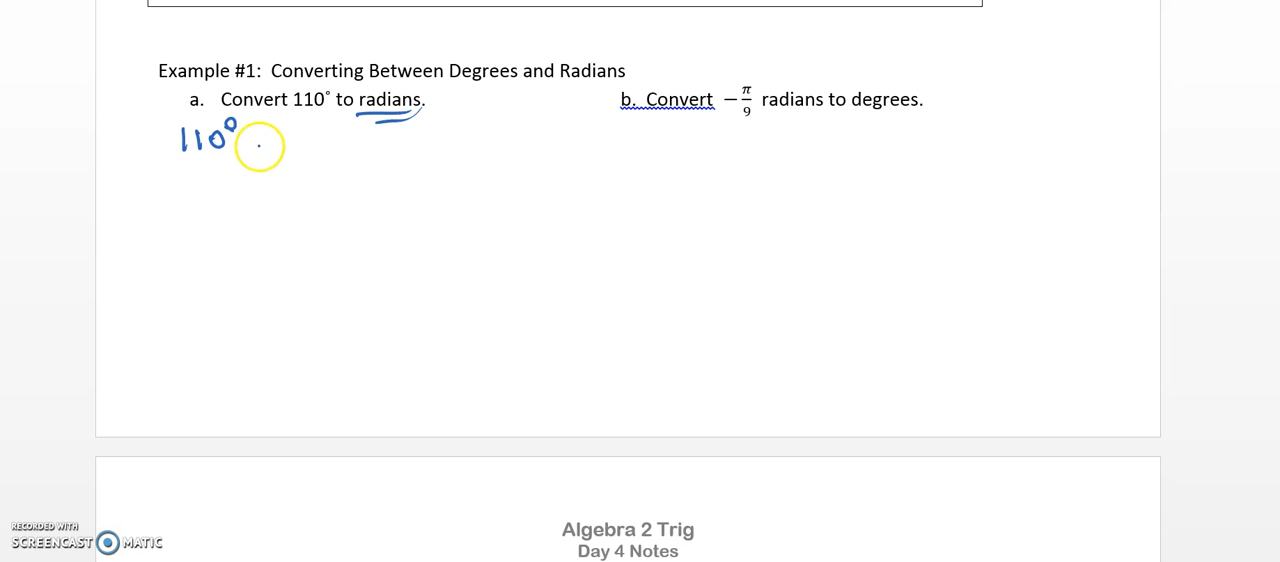 Example #1: Converting Between Degrees and Radians
a. Convert 110° to radians.
b. Convert −π/9 radians to degrees.
110°
RECORDED WITH
SCREENCAST MATIC
Algebra 2 Trig
Day 4 Notes